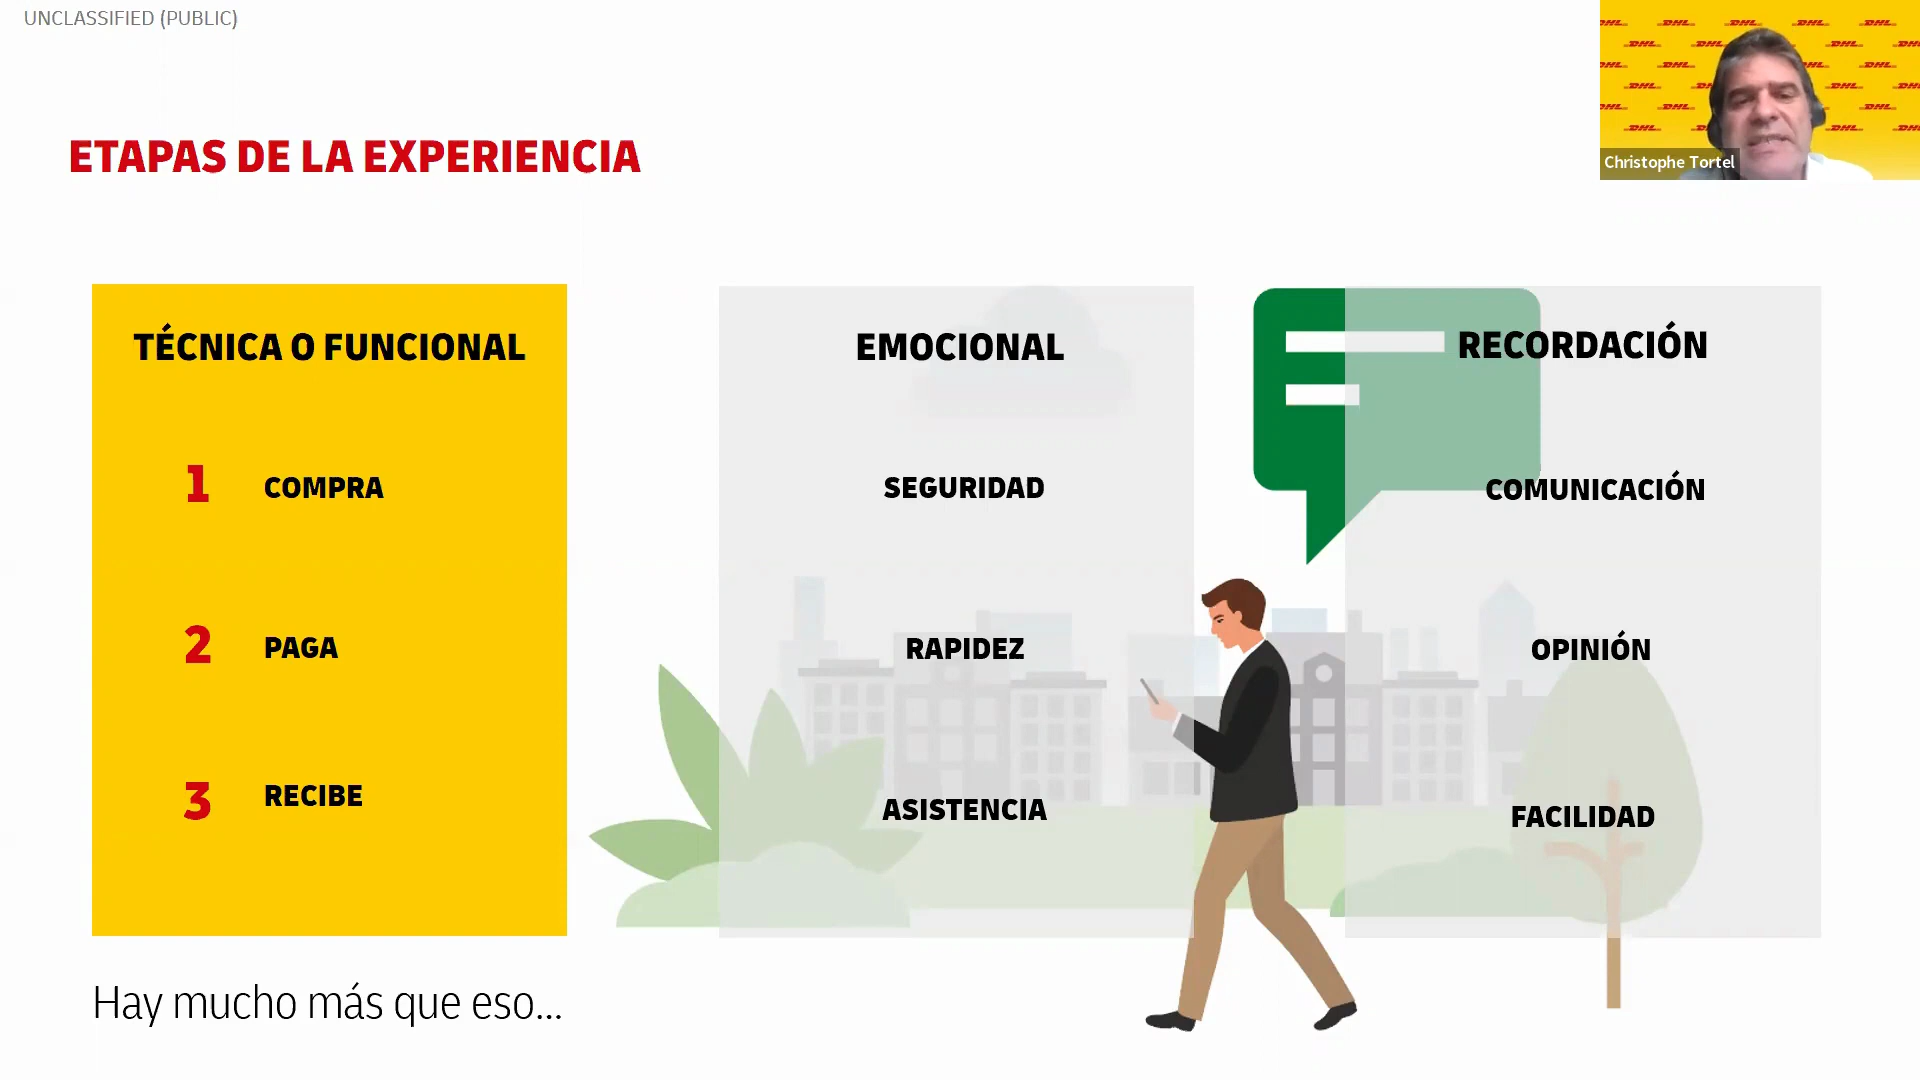 UNCLASSIFIED (PUBLIC)
Christophe Tortel
ETAPAS DE LA EXPERIENCIA
TÉCNICA O FUNCIONAL
1 COMPRA
2 PAGA
3 RECIBE
EMOCIONAL
SEGURIDAD
RAPIDEZ
ASISTENCIA
RECORDACIÓN
COMUNICACIÓN
OPINIÓN
FACILIDAD
Hay mucho más que eso...
DHL